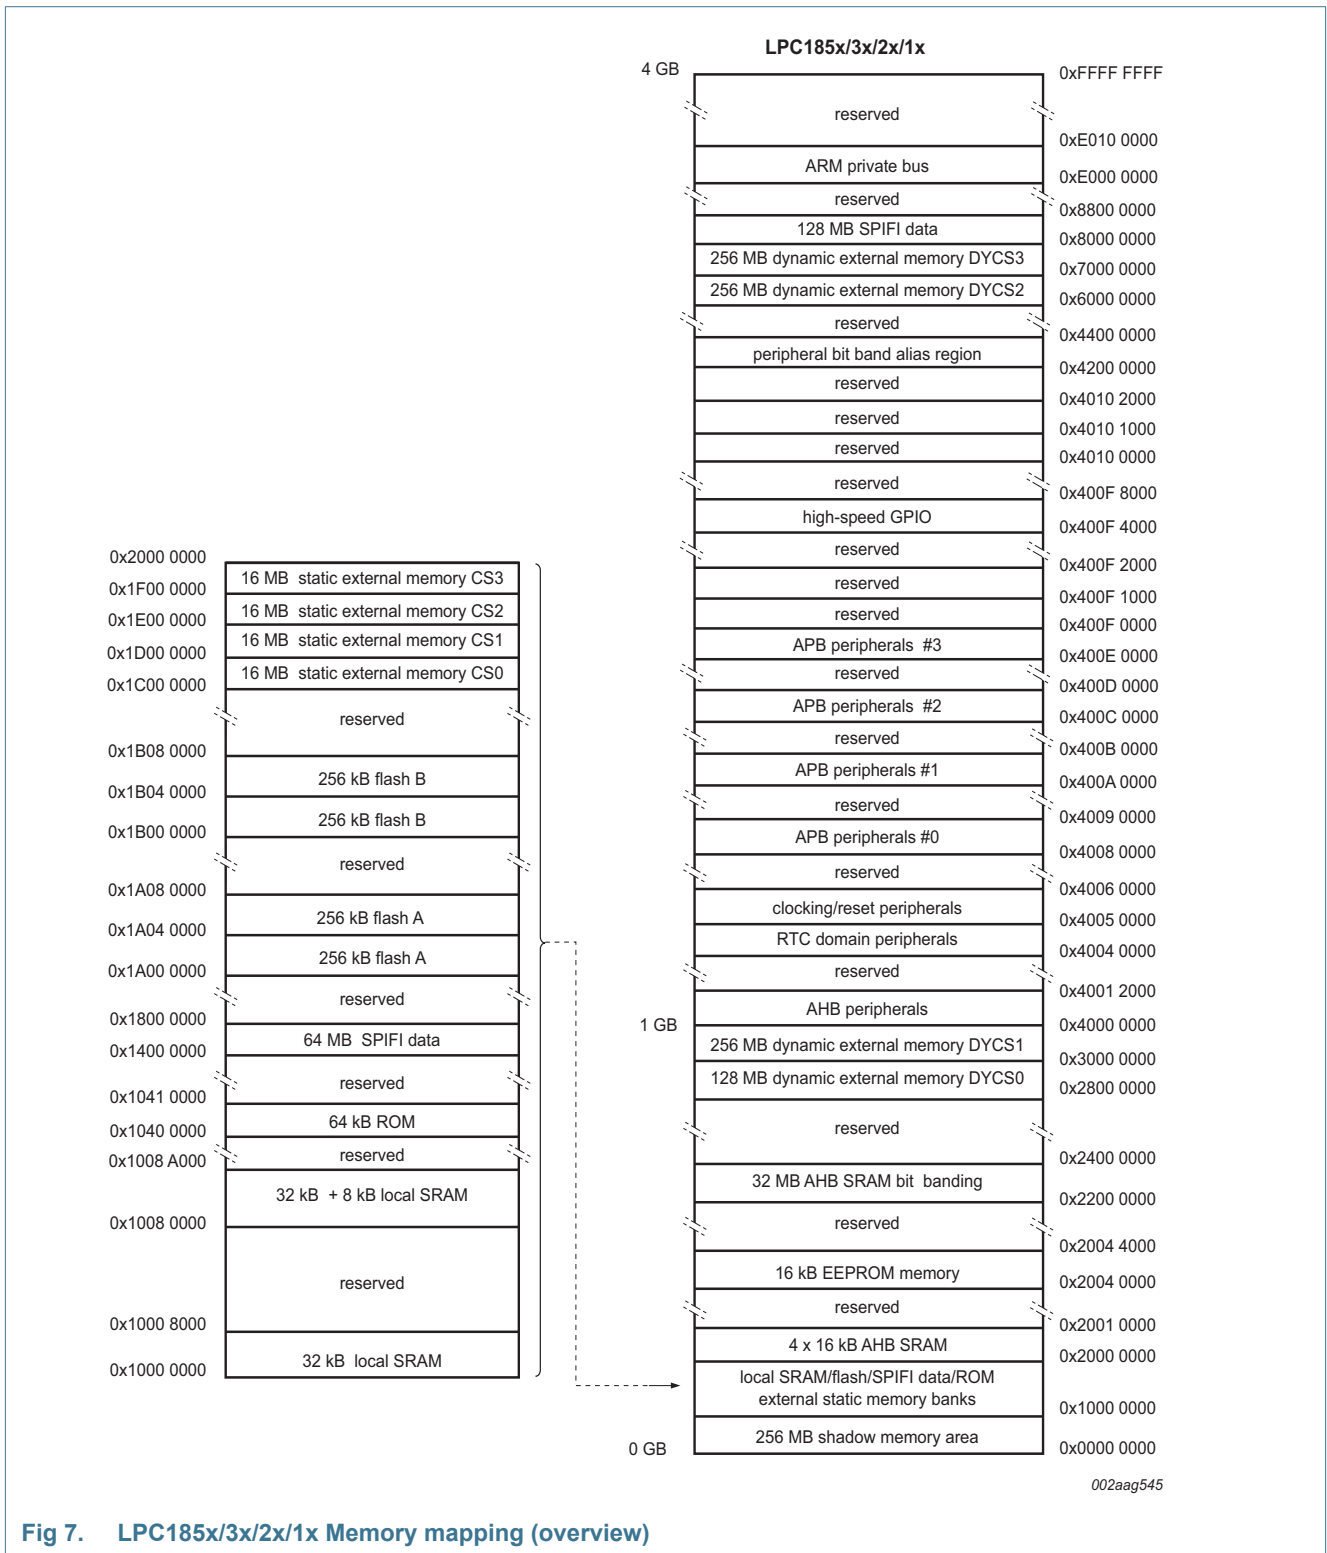 LPC185x/3x/2x/1x
4 GB
0xFFFF FFFF
reserved
0xE010 0000
ARM private bus
0xE000 0000
reserved
0x8800 0000
128 MB SPIFI data
0x8000 0000
256 MB dynamic external memory DYCS3
0x7000 0000
256 MB dynamic external memory DYCS2
0x6000 0000
reserved
0x4400 0000
peripheral bit band alias region
0x4200 0000
reserved
0x4010 2000
reserved
0x4010 1000
reserved
0x4010 0000
reserved
0x400F 8000
high-speed GPIO
0x400F 4000
reserved
0x400F 2000
reserved
0x400F 1000
reserved
0x400F 0000
APB peripherals #3
0x400E 0000
reserved
0x400D 0000
APB peripherals #2
0x400C 0000
reserved
0x400B 0000
APB peripherals #1
0x400A 0000
reserved
0x4009 0000
APB peripherals #0
0x4008 0000
reserved
0x4006 0000
clocking/reset peripherals
0x4005 0000
RTC domain peripherals
0x4004 0000
reserved
0x4001 2000
AHB peripherals
1 GB
0x4000 0000
256 MB dynamic external memory DYCS1
0x3000 0000
128 MB dynamic external memory DYCS0
0x2800 0000
reserved
0x2400 0000
32 MB AHB SRAM bit banding
0x2200 0000
reserved
0x2004 4000
16 kB EEPROM memory
0x2004 0000
reserved
0x2001 0000
4 x 16 kB AHB SRAM
0x2000 0000
local SRAM/flash/SPIFI data/ROM
external static memory banks
0x1000 0000
256 MB shadow memory area
0 GB
0x0000 0000
0x2000 0000
16 MB static external memory CS3
0x1F00 0000
16 MB static external memory CS2
0x1E00 0000
16 MB static external memory CS1
0x1D00 0000
16 MB static external memory CS0
0x1C00 0000
reserved
0x1B08 0000
256 kB flash B
0x1B04 0000
256 kB flash B
0x1B00 0000
reserved
0x1A08 0000
256 kB flash A
0x1A04 0000
256 kB flash A
0x1A00 0000
reserved
0x1800 0000
64 MB SPIFI data
0x1400 0000
reserved
0x1041 0000
64 kB ROM
0x1040 0000
reserved
0x1008 A000
32 kB + 8 kB local SRAM
0x1008 0000
reserved
0x1000 8000
32 kB local SRAM
0x1000 0000
002aag545
Fig 7. LPC185x/3x/2x/1x Memory mapping (overview)